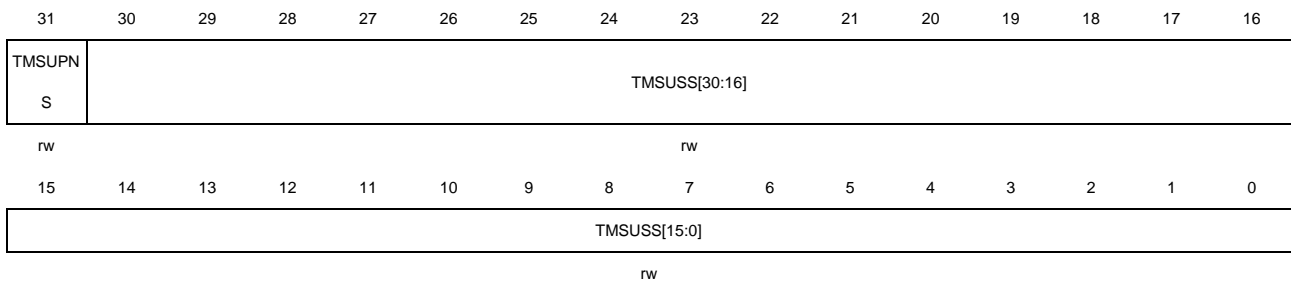 31 30 29 28 27 26 25 24 23 22 21 20 19 18 17 16
TMSUPN
S
TMSUSS[30:16]
rw rw
15 14 13 12 11 10 9 8 7 6 5 4 3 2 1 0
TMSUSS[15:0]
rw